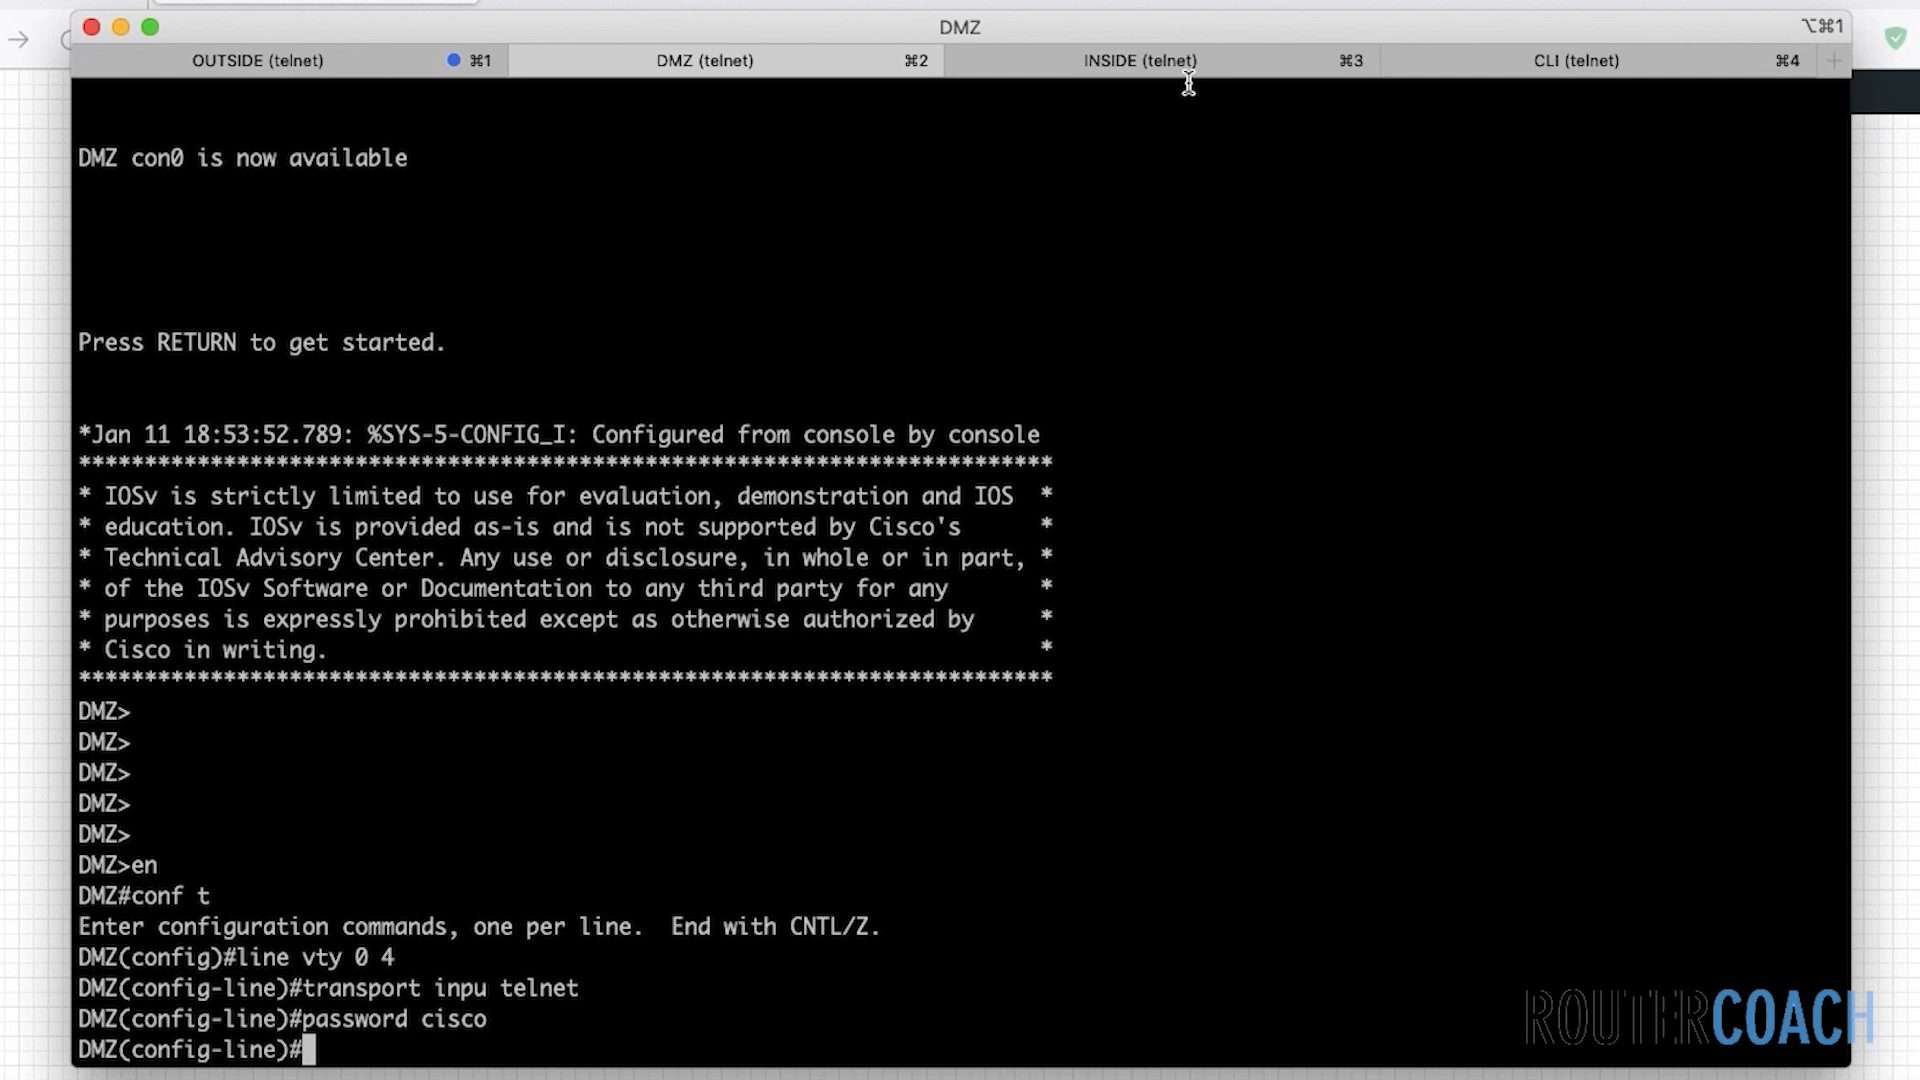 DMZ
⌥⌘1
OUTSIDE (telnet) ⌘1 DMZ (telnet) ⌘2 INSIDE (telnet) ⌘3 CLI (telnet) ⌘4 +
DMZ con0 is now available
Press RETURN to get started.
*Jan 11 18:53:52.789: %SYS-5-CONFIG_I: Configured from console by console
**************************************************************************
* IOSv is strictly limited to use for evaluation, demonstration and IOS  *
* education. IOSv is provided as-is and is not supported by Cisco's      *
* Technical Advisory Center. Any use or disclosure, in whole or in part, *
* of the IOSv Software or Documentation to any third party for any       *
* purposes is expressly prohibited except as otherwise authorized by     *
* Cisco in writing.                                                      *
**************************************************************************
DMZ>
DMZ>
DMZ>
DMZ>
DMZ>
DMZ>en
DMZ#conf t
Enter configuration commands, one per line.  End with CNTL/Z.
DMZ(config)#line vty 0 4
DMZ(config-line)#transport inpu telnet
DMZ(config-line)#password cisco
DMZ(config-line)#
ROUTERCOACH